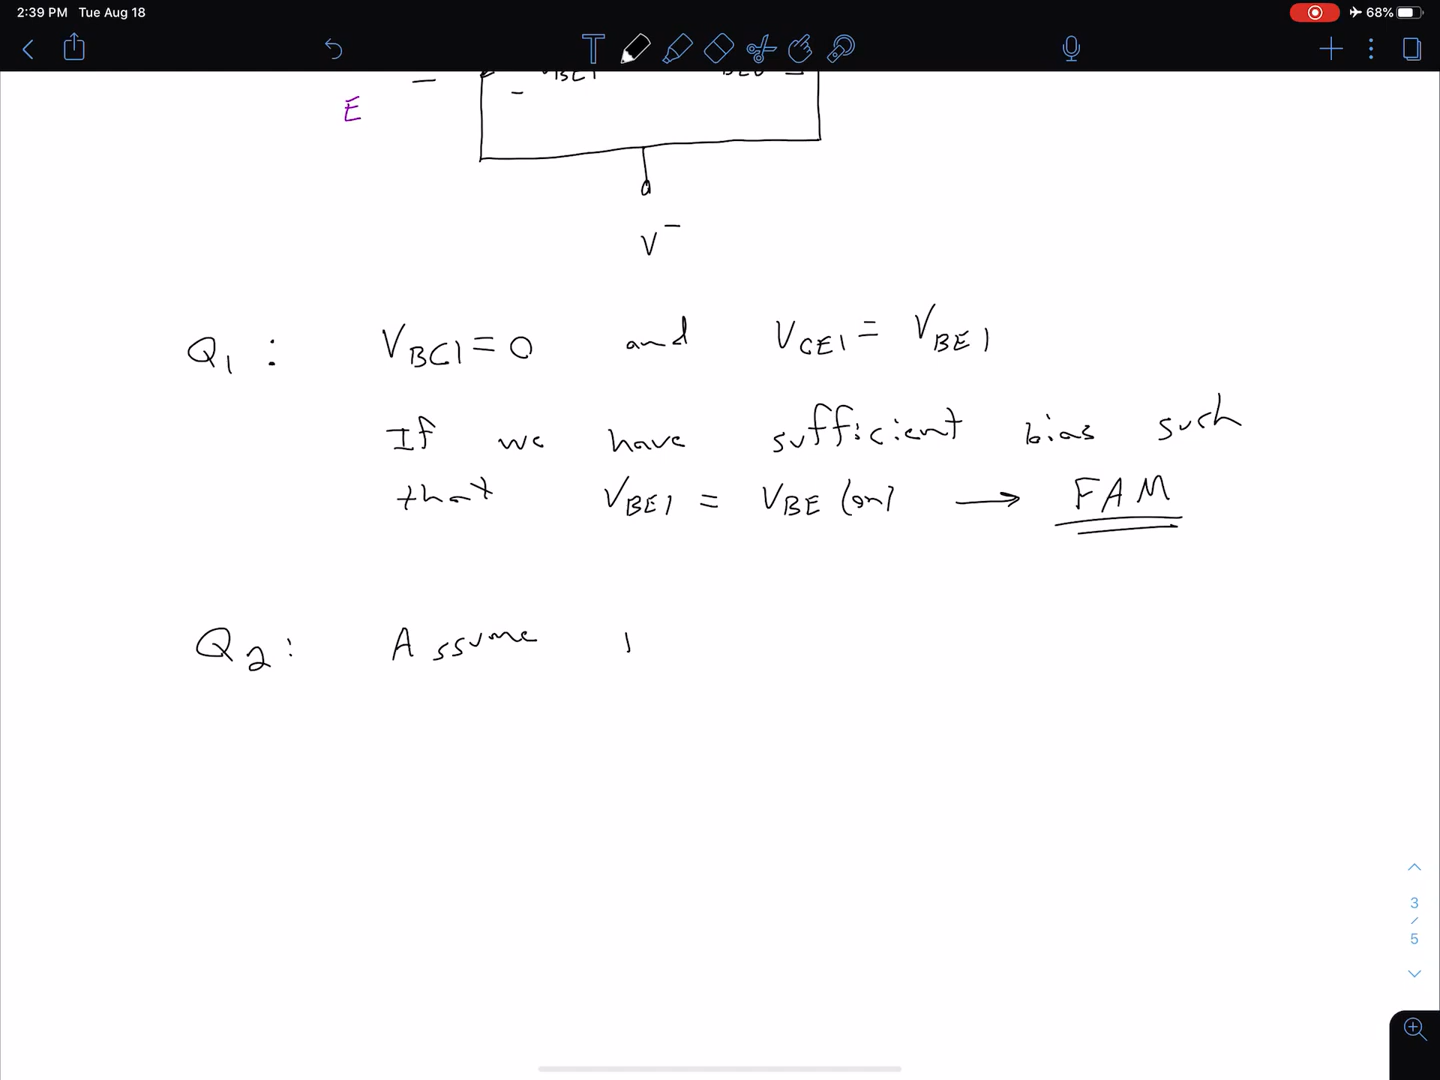 2:39 PM Tue Aug 18
68%
T
E
V⁻
Q₁ : V_BC1 = 0 and V_CE1 = V_BE1
If we have sufficient bias such
that V_BE1 = V_BE (on) → FAM
Q₂ : Assume
3
/
5